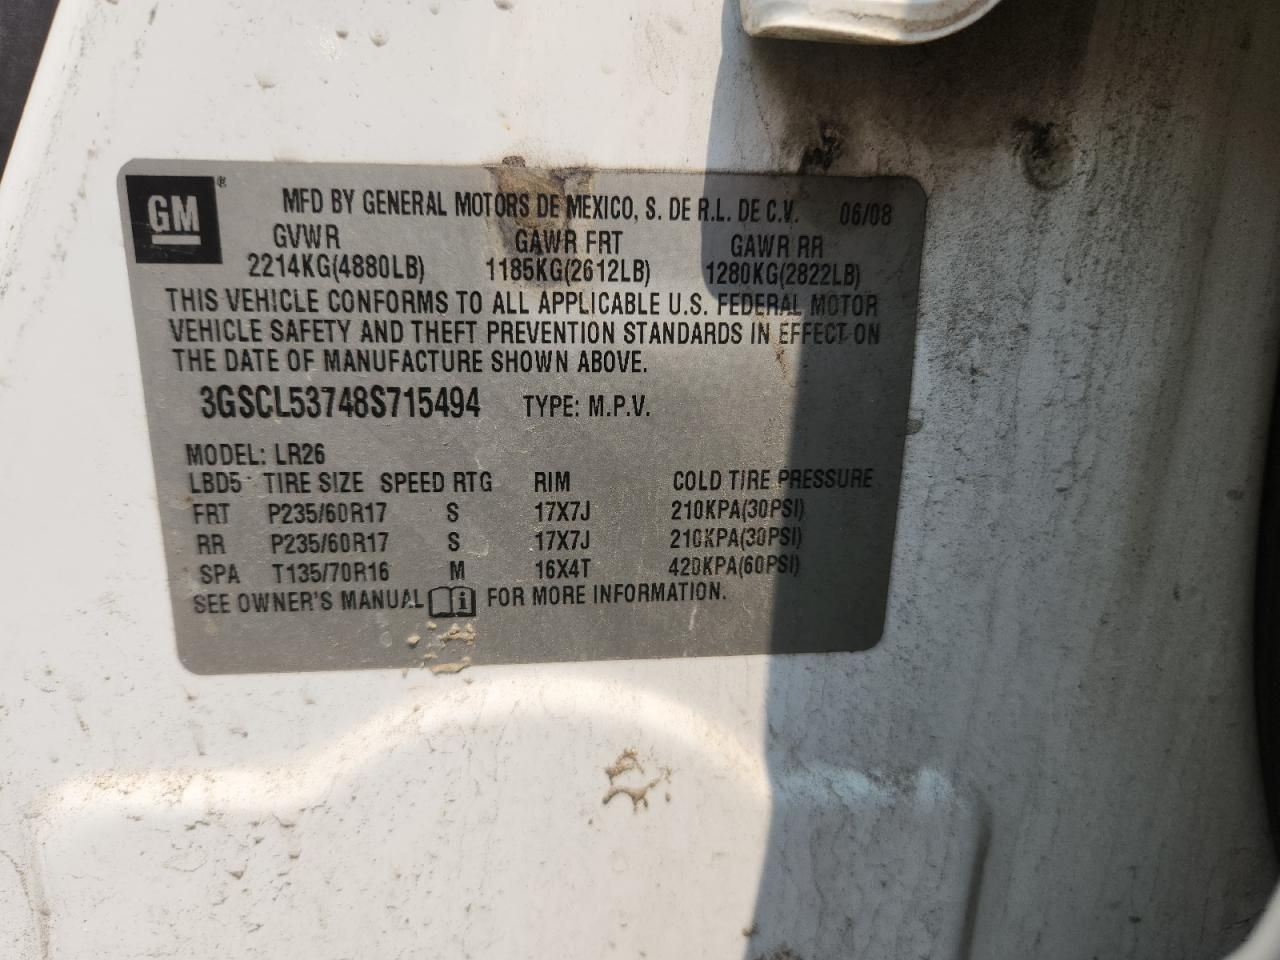 GM®
MFD BY GENERAL MOTORS DE MEXICO, S. DE R.L. DE C.V. 06/08
GVWR GAWR FRT GAWR RR
2214KG(4880LB) 1185KG(2612LB) 1280KG(2822LB)
THIS VEHICLE CONFORMS TO ALL APPLICABLE U.S. FEDERAL MOTOR
VEHICLE SAFETY AND THEFT PREVENTION STANDARDS IN EFFECT ON
THE DATE OF MANUFACTURE SHOWN ABOVE.
3GSCL53748S715494 TYPE: M.P.V.
MODEL: LR26
LBD5 TIRE SIZE SPEED RTG RIM COLD TIRE PRESSURE
FRT P235/60R17 S 17X7J 210KPA(30PSI)
RR P235/60R17 S 17X7J 210KPA(30PSI)
SPA T135/70R16 M 16X4T 420KPA(60PSI)
SEE OWNER'S MANUAL i FOR MORE INFORMATION.